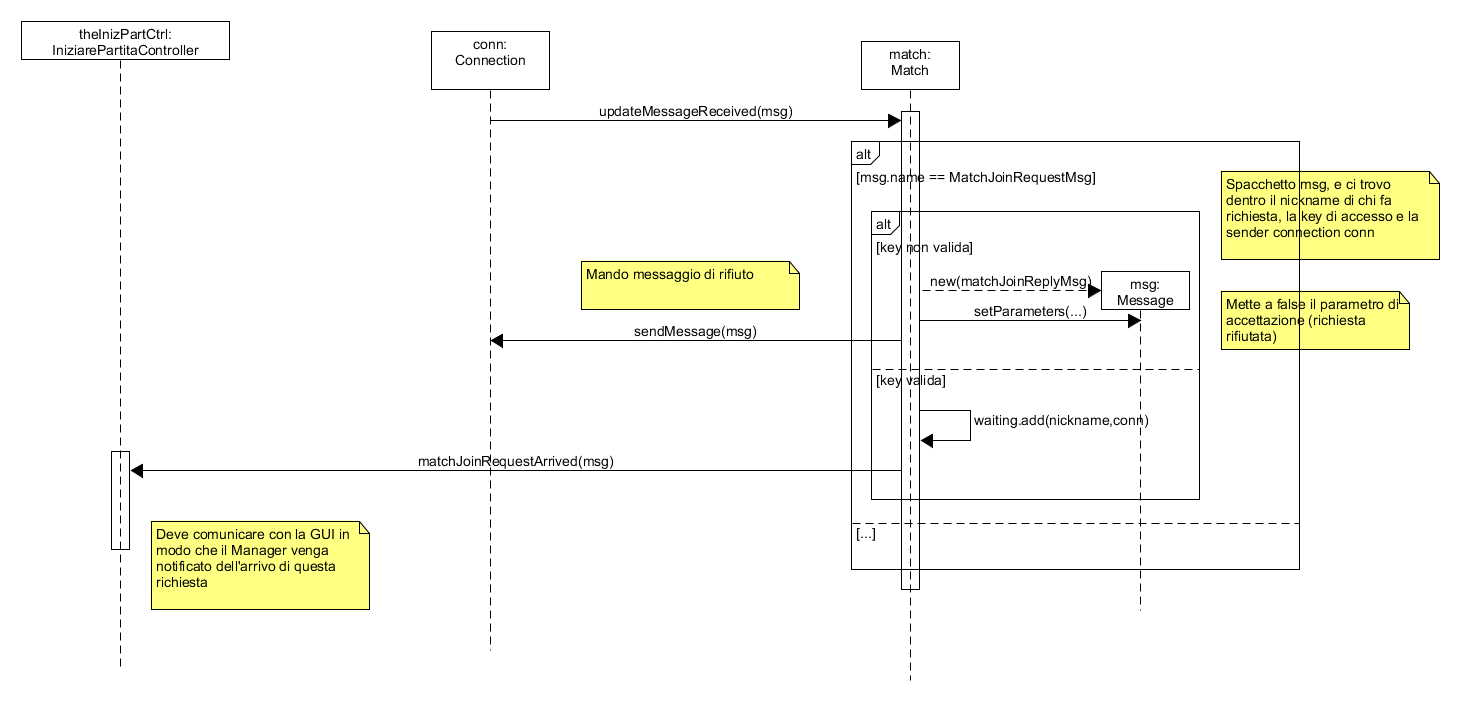 theInizPartCtrl:
IniziarePartitaController
conn:
Connection
match:
Match
updateMessageReceived(msg)
alt
[msg.name == MatchJoinRequestMsg]
Spacchetto msg, e ci trovo
dentro il nickname di chi fa
richiesta, la key di accesso e la
sender connection conn
alt
[key non valida]
Mando messaggio di rifiuto
new(matchJoinReplyMsg)
msg:
Message
setParameters(...)
Mette a false il parametro di
accettazione (richiesta
rifiutata)
sendMessage(msg)
[key valida]
waiting.add(nickname,conn)
matchJoinRequestArrived(msg)
Deve comunicare con la GUI in
modo che il Manager venga
notificato dell'arrivo di questa
richiesta
[...]